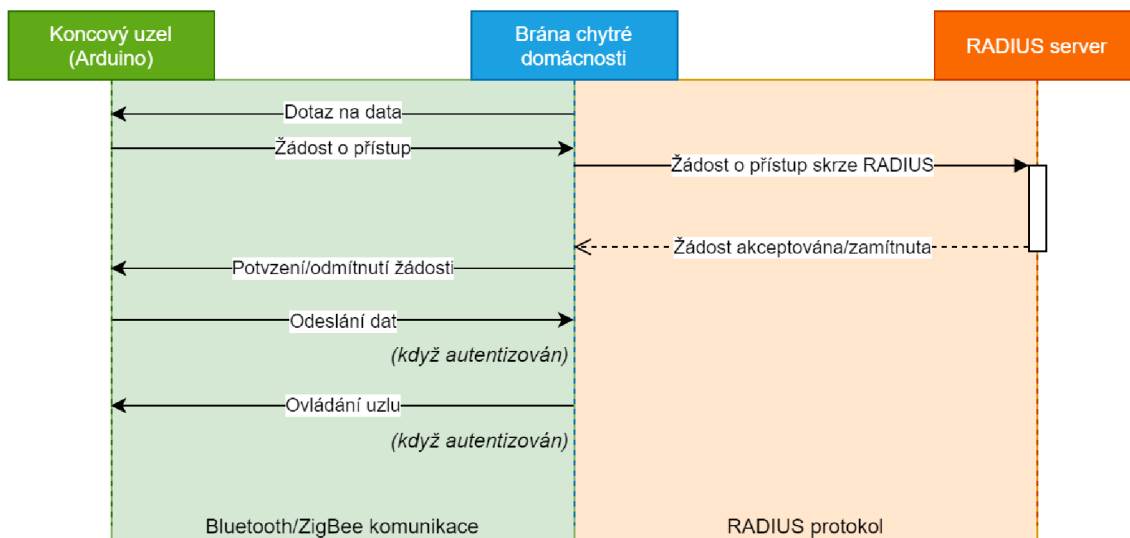 Koncový uzel
(Arduino)
Brána chytré
domácnosti
RADIUS server
Dotaz na data
Žádost o přístup
Žádost o přístup skrze RADIUS
Žádost akceptována/zamítnuta
Potvzení/odmítnutí žádosti
Odeslání dat
(když autentizován)
Ovládání uzlu
(když autentizován)
Bluetooth/ZigBee komunikace
RADIUS protokol